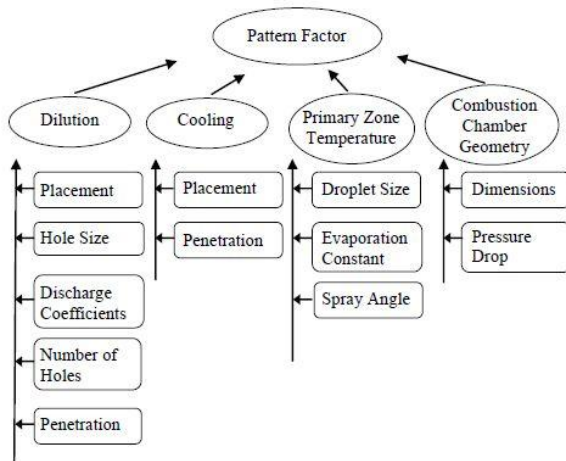 Pattern Factor
Dilution
Cooling
Primary Zone
Temperature
Combustion
Chamber
Geometry
Placement
Hole Size
Discharge
Coefficients
Number of
Holes
Penetration
Placement
Penetration
Droplet Size
Evaporation
Constant
Spray Angle
Dimensions
Pressure
Drop